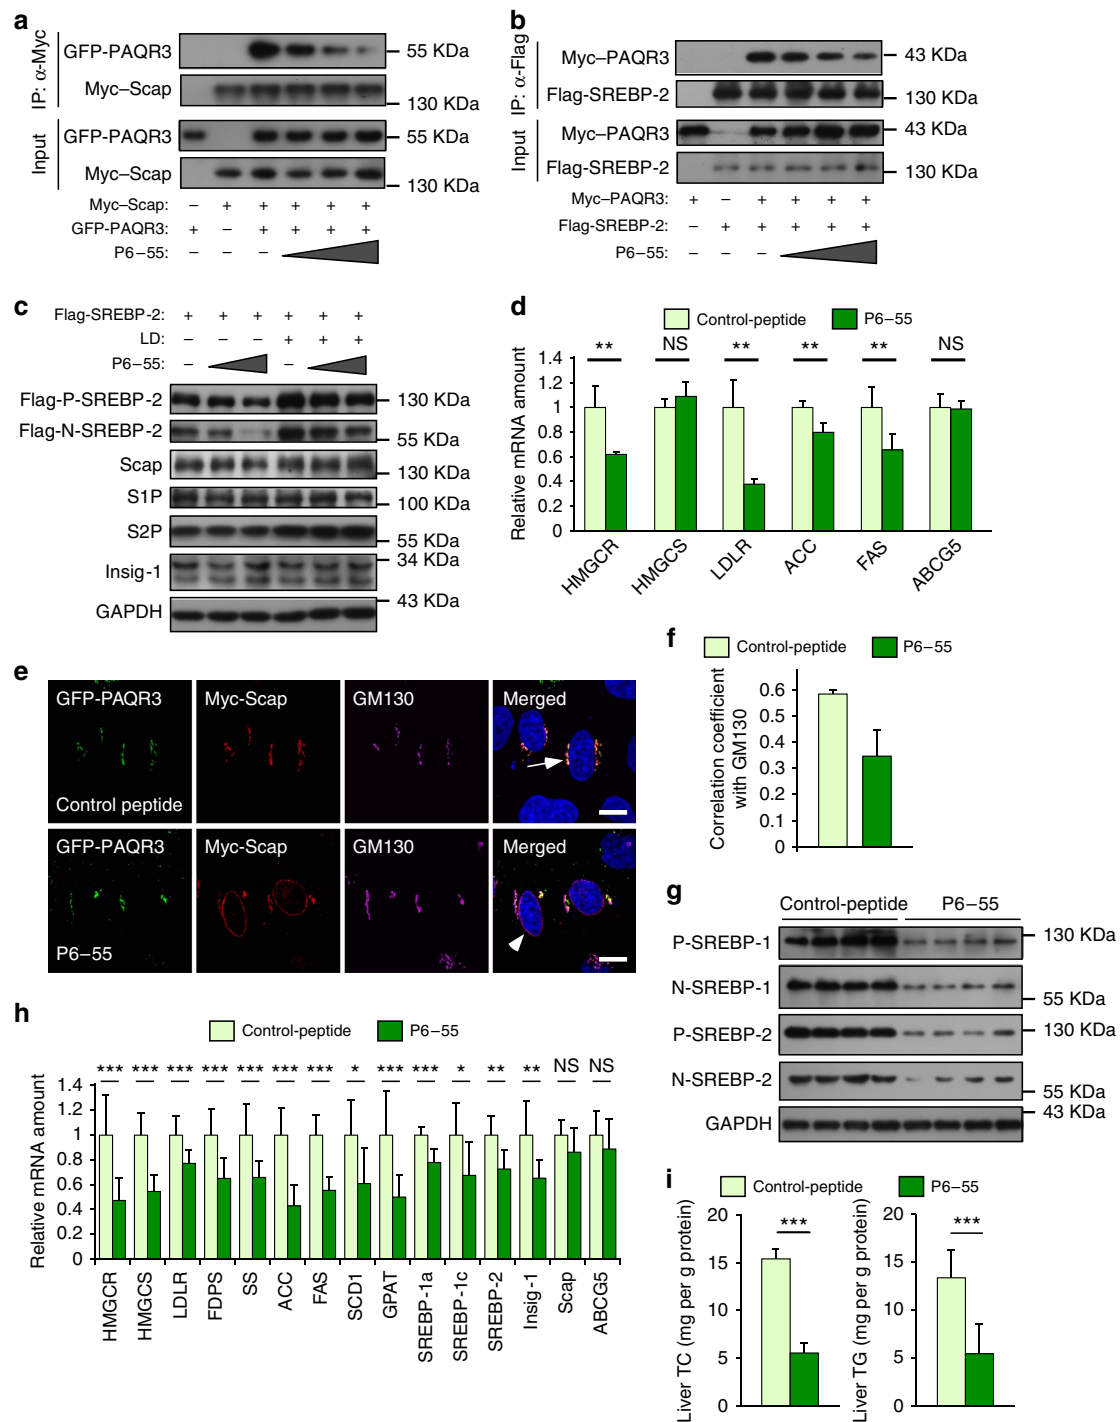 a
IP: α-Myc
GFP-PAQR3
55 KDa
Myc–Scap
130 KDa
Input
GFP-PAQR3
55 KDa
Myc–Scap
130 KDa
Myc–Scap: – + + + + +
GFP-PAQR3: + – + + + +
P6–55: – – –
b
IP: α-Flag
Myc–PAQR3
43 KDa
Flag-SREBP-2
130 KDa
Input
Myc–PAQR3
43 KDa
Flag-SREBP-2
130 KDa
Myc–PAQR3: + – + + + +
Flag-SREBP-2: – + + + + +
P6–55: – – –
c
Flag-SREBP-2: + + + + + +
LD: – – – + + +
P6–55: – –
Flag-P-SREBP-2
130 KDa
Flag-N-SREBP-2
55 KDa
Scap
130 KDa
S1P
100 KDa
S2P
55 KDa
Insig-1
34 KDa
GAPDH
43 KDa
d
Control-peptide P6–55
** NS ** ** ** NS
Relative mRNA amount
1.4
1.2
1
0.8
0.6
0.4
0.2
0
HMGCR HMGCS LDLR ACC FAS ABCG5
e
GFP-PAQR3 Myc-Scap GM130 Merged
Control peptide
GFP-PAQR3 Myc-Scap GM130 Merged
P6–55
f
Control-peptide P6–55
Correlation coefficient
with GM130
0.6
0.5
0.4
0.3
0.2
0.1
0
g
Control-peptide P6–55
P-SREBP-1
130 KDa
N-SREBP-1
55 KDa
P-SREBP-2
130 KDa
N-SREBP-2
55 KDa
GAPDH
43 KDa
h
Control-peptide P6–55
*** *** *** *** *** *** *** * *** *** * ** ** NS NS
Relative mRNA amount
1.4
1.2
1
0.8
0.6
0.4
0.2
0
HMGCR HMGCS LDLR FDPS SS ACC FAS SCD1 GPAT SREBP-1a SREBP-1c SREBP-2 Insig-1 Scap ABCG5
i
Control-peptide P6–55
Liver TC (mg per g protein)
20
15
10
5
0
***
Liver TG (mg per g protein)
20
15
10
5
0
***